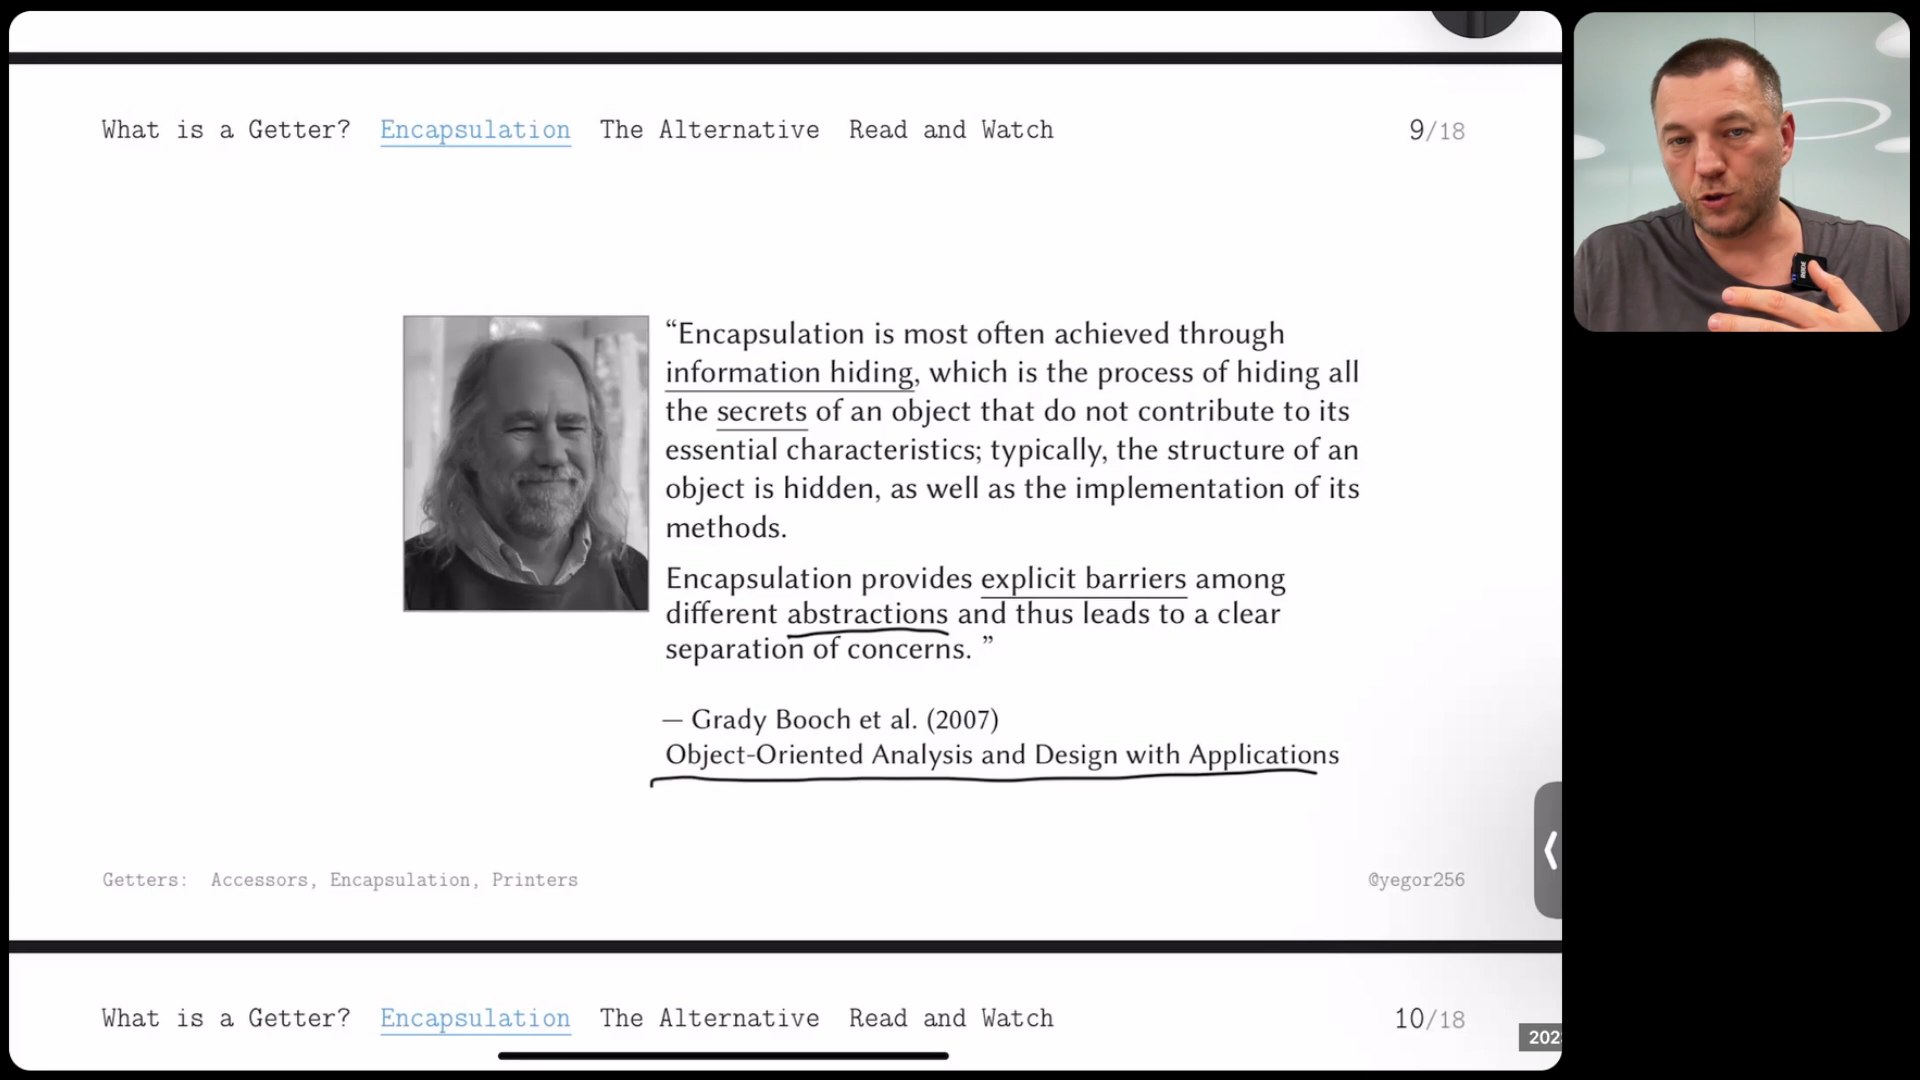 What is a Getter? Encapsulation The Alternative Read and Watch 9/18
“Encapsulation is most often achieved through
information hiding, which is the process of hiding all
the secrets of an object that do not contribute to its
essential characteristics; typically, the structure of an
object is hidden, as well as the implementation of its
methods.
Encapsulation provides explicit barriers among
different abstractions and thus leads to a clear
separation of concerns. ”
— Grady Booch et al. (2007)
Object-Oriented Analysis and Design with Applications
Getters: Accessors, Encapsulation, Printers @yegor256
What is a Getter? Encapsulation The Alternative Read and Watch 10/18
202
RODE